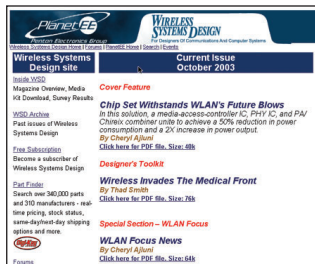 PlanetEE
Penton Electronics Group
WIRELESS
SYSTEMS DESIGN
For Designers Of Communications And Computer Systems
Wireless Systems Design Home | Forums | PlanetEE Home | Search | Events
Wireless Systems
Design site
Inside WSD
Magazine Overview, Media
Kit Download, Survey Results
WSD Archive
Past issues of Wireless
Systems Design
Free Subscription
Become a subscriber of
Wireless Systems Design
Part Finder
Search over 340,000 parts
and 310 manufacturers - real-
time pricing, stock status,
same-day/next-day shipping
options and more.
Digi-Key
Forums
Current Issue
October 2003
Cover Feature
Chip Set Withstands WLAN's Future Blows
In this solution, a media-access-controller IC, PHY IC, and PA/
Chireix combiner unite to achieve a 50% reduction in power
consumption and a 2X increase in power output.
By Cheryl Ajluni
Click here for PDF file. Size: 40k
Designer's Toolkit
Wireless Invades The Medical Front
By Thad Smith
Click here for PDF file. Size: 76k
Special Section – WLAN Focus
WLAN Focus News
By Cheryl Ajluni
Click here for PDF file. Size: 64k